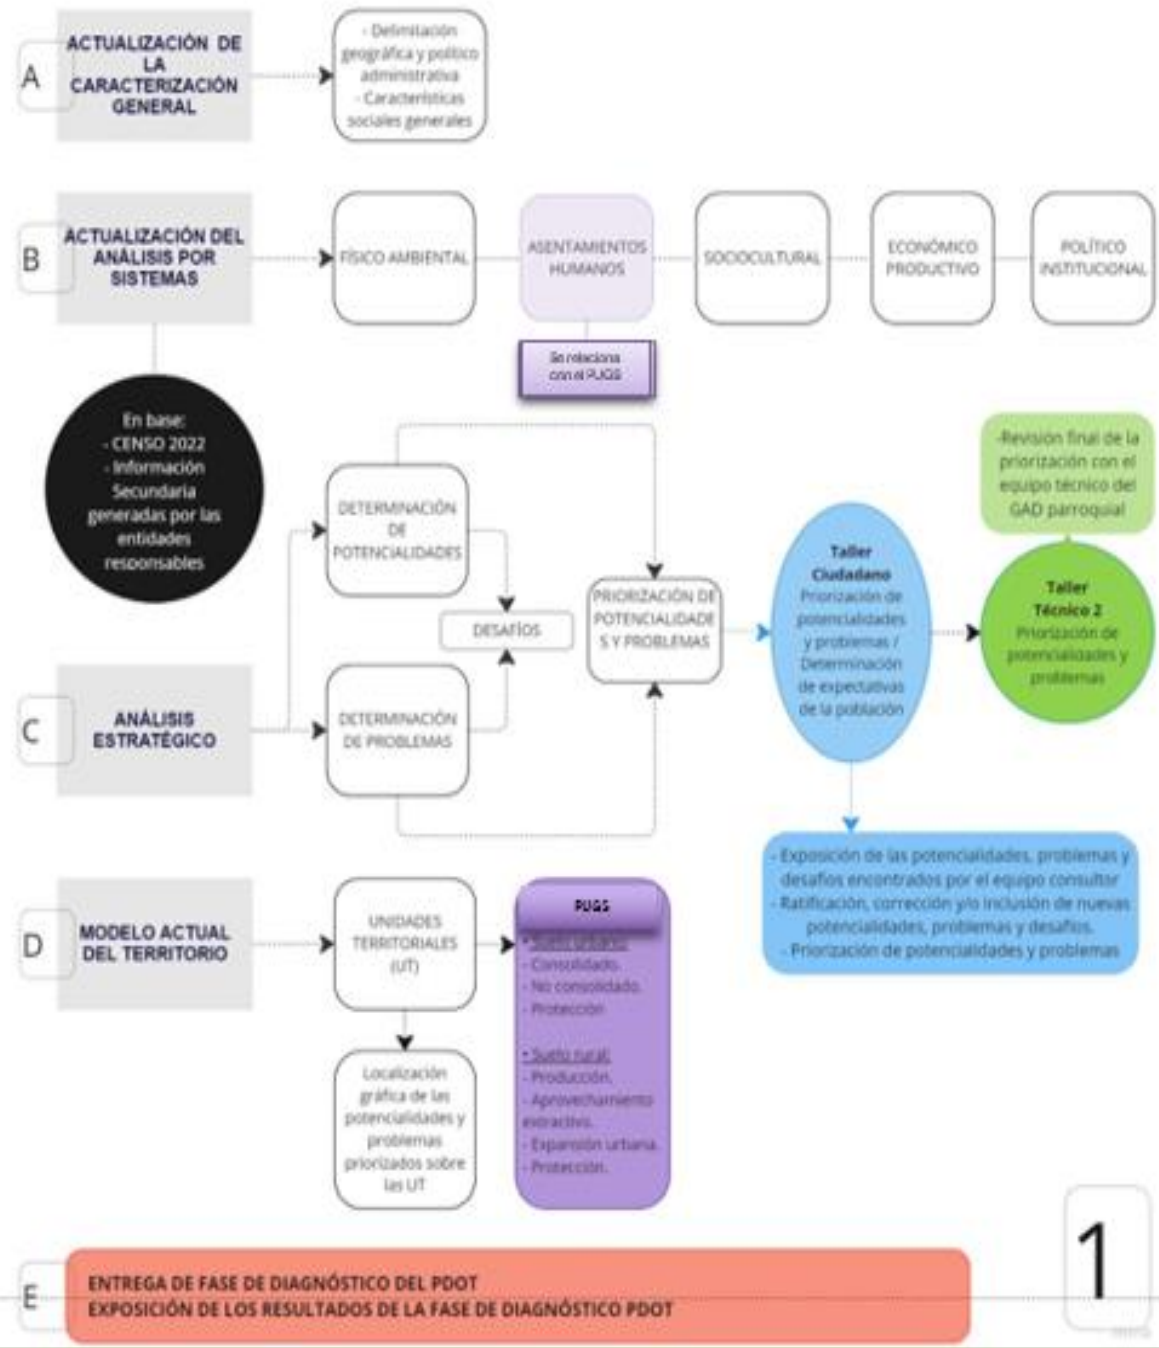 A
ACTUALIZACIÓN DE
LA
CARACTERIZACIÓN
GENERAL
- Delimitación
geográfica y político
administrativa
- Características
sociales generales
B
ACTUALIZACIÓN DEL
ANÁLISIS POR
SISTEMAS
FÍSICO AMBIENTAL
ASENTAMIENTOS
HUMANOS
SOCIOCULTURAL
ECONÓMICO
PRODUCTIVO
POLÍTICO
INSTITUCIONAL
Se relaciona
con el PUGS
En base:
- CENSO 2022
- Información
Secundaria
generadas por las
entidades
responsables
C
ANÁLISIS
ESTRATÉGICO
DETERMINACIÓN
DE
POTENCIALIDADES
DESAFÍOS
DETERMINACIÓN
DE PROBLEMAS
PRIORIZACIÓN DE
POTENCIALIDADE
S Y PROBLEMAS
Taller
Ciudadano
Priorización de
potencialidades
y problemas /
Determinación
de expectativas
de la población
-Revisión final de la
priorización con el
equipo técnico del
GAD parroquial
Taller
Técnico 2
Priorización de
potencialidades y
problemas
- Exposición de las potencialidades, problemas y
desafíos encontrados por el equipo consultor
- Ratificación, corrección y/o inclusión de nuevas
potencialidades, problemas y desafíos.
- Priorización de potencialidades y problemas
D
MODELO ACTUAL
DEL TERRITORIO
UNIDADES
TERRITORIALES
(UT)
Localización
gráfica de las
potencialidades y
problemas
priorizados sobre
las UT
PUGS
• Suelo urbano:
- Consolidado.
- No consolidado.
- Protección
• Suelo rural:
- Producción.
- Aprovechamiento
extractivo.
- Expansión urbana.
- Protección.
E
ENTREGA DE FASE DE DIAGNÓSTICO DEL PDOT
EXPOSICIÓN DE LOS RESULTADOS DE LA FASE DE DIAGNÓSTICO PDOT
1